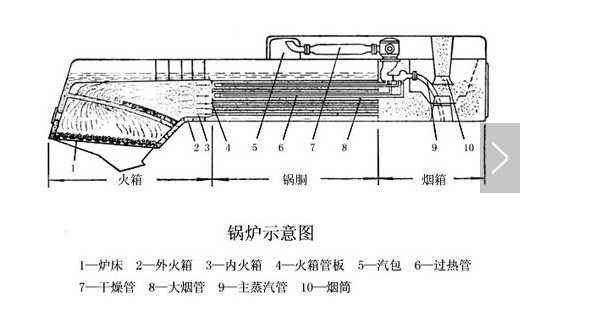 1 2 3 4 5 6 7 8 9 10
火箱 锅胴 烟箱
锅炉示意图
1—炉床 2—外火箱 3—内火箱 4—火箱管板 5—汽包 6—过热管
7—干燥管 8—大烟管 9—主蒸汽管 10—烟筒